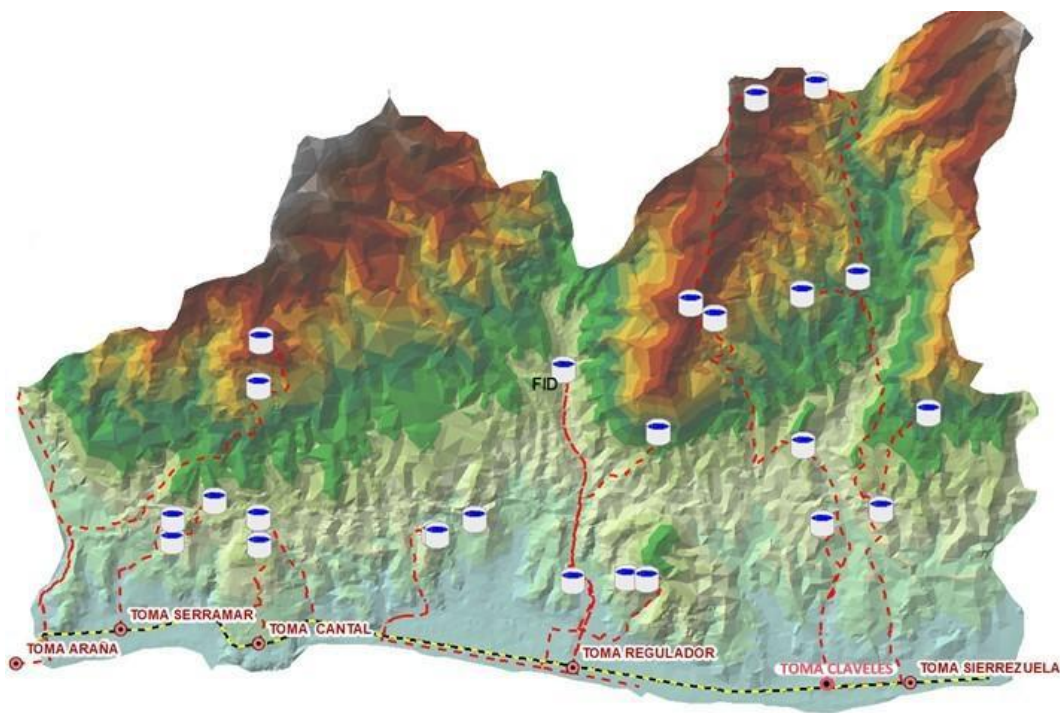 FID
TOMA SERRAMAR
TOMA ARAÑA
TOMA CANTAL
TOMA REGULADOR
TOMA CLAVELES
TOMA SIERREZUELA